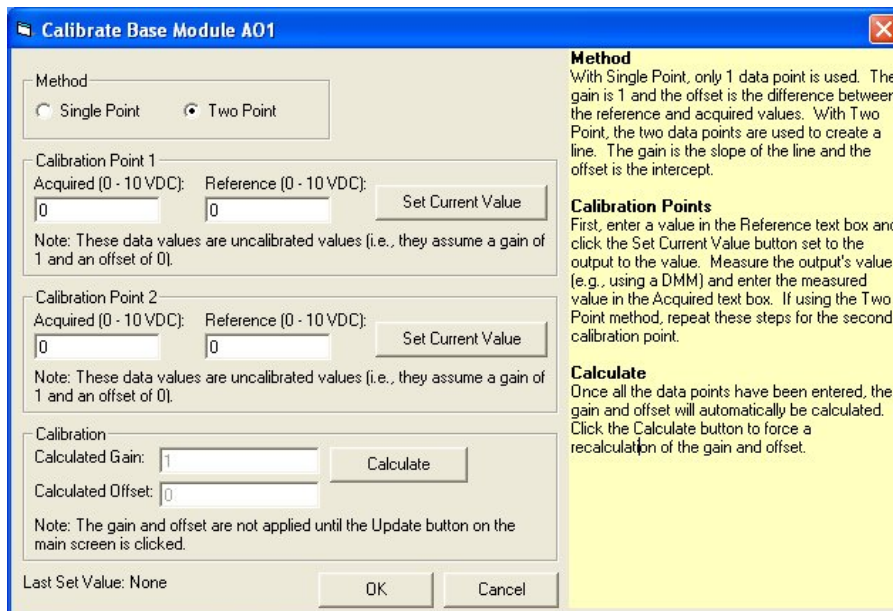 Calibrate Base Module AO1
Method
Single Point Two Point
Calibration Point 1
Acquired (0 - 10 VDC): Reference (0 - 10 VDC):
0 0 Set Current Value
Note: These data values are uncalibrated values (i.e., they assume a gain of
1 and an offset of 0).
Calibration Point 2
Acquired (0 - 10 VDC): Reference (0 - 10 VDC):
0 0 Set Current Value
Note: These data values are uncalibrated values (i.e., they assume a gain of
1 and an offset of 0).
Calibration
Calculated Gain: 1 Calculate
Calculated Offset: 0
Note: The gain and offset are not applied until the Update button on the
main screen is clicked.
Last Set Value: None OK Cancel
Method
With Single Point, only 1 data point is used. The
gain is 1 and the offset is the difference between
the reference and acquired values. With Two
Point, the two data points are used to create a
line. The gain is the slope of the line and the
offset is the intercept.
Calibration Points
First, enter a value in the Reference text box and
click the Set Current Value button set to the
output to the value. Measure the output's value
(e.g., using a DMM) and enter the measured
value in the Acquired text box. If using the Two
Point method, repeat these steps for the second
calibration point.
Calculate
Once all the data points have been entered, the
gain and offset will automatically be calculated.
Click the Calculate button to force a
recalculation of the gain and offset.